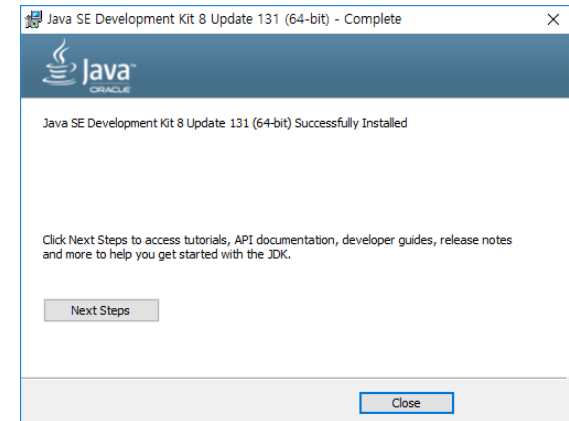 Java SE Development Kit 8 Update 131 (64-bit) - Complete
Java
ORACLE
Java SE Development Kit 8 Update 131 (64-bit) Successfully Installed
Click Next Steps to access tutorials, API documentation, developer guides, release notes
and more to help you get started with the JDK.
Next Steps
Close